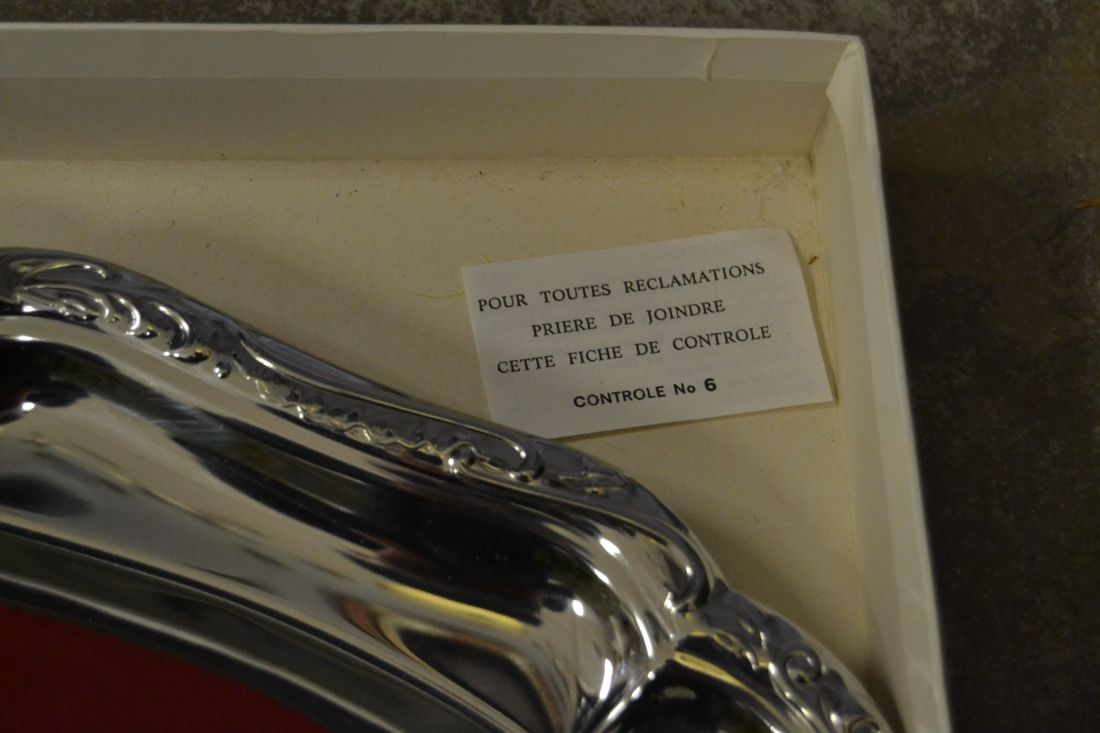 POUR TOUTES RECLAMATIONS
PRIERE DE JOINDRE
CETTE FICHE DE CONTROLE
CONTROLE No 6